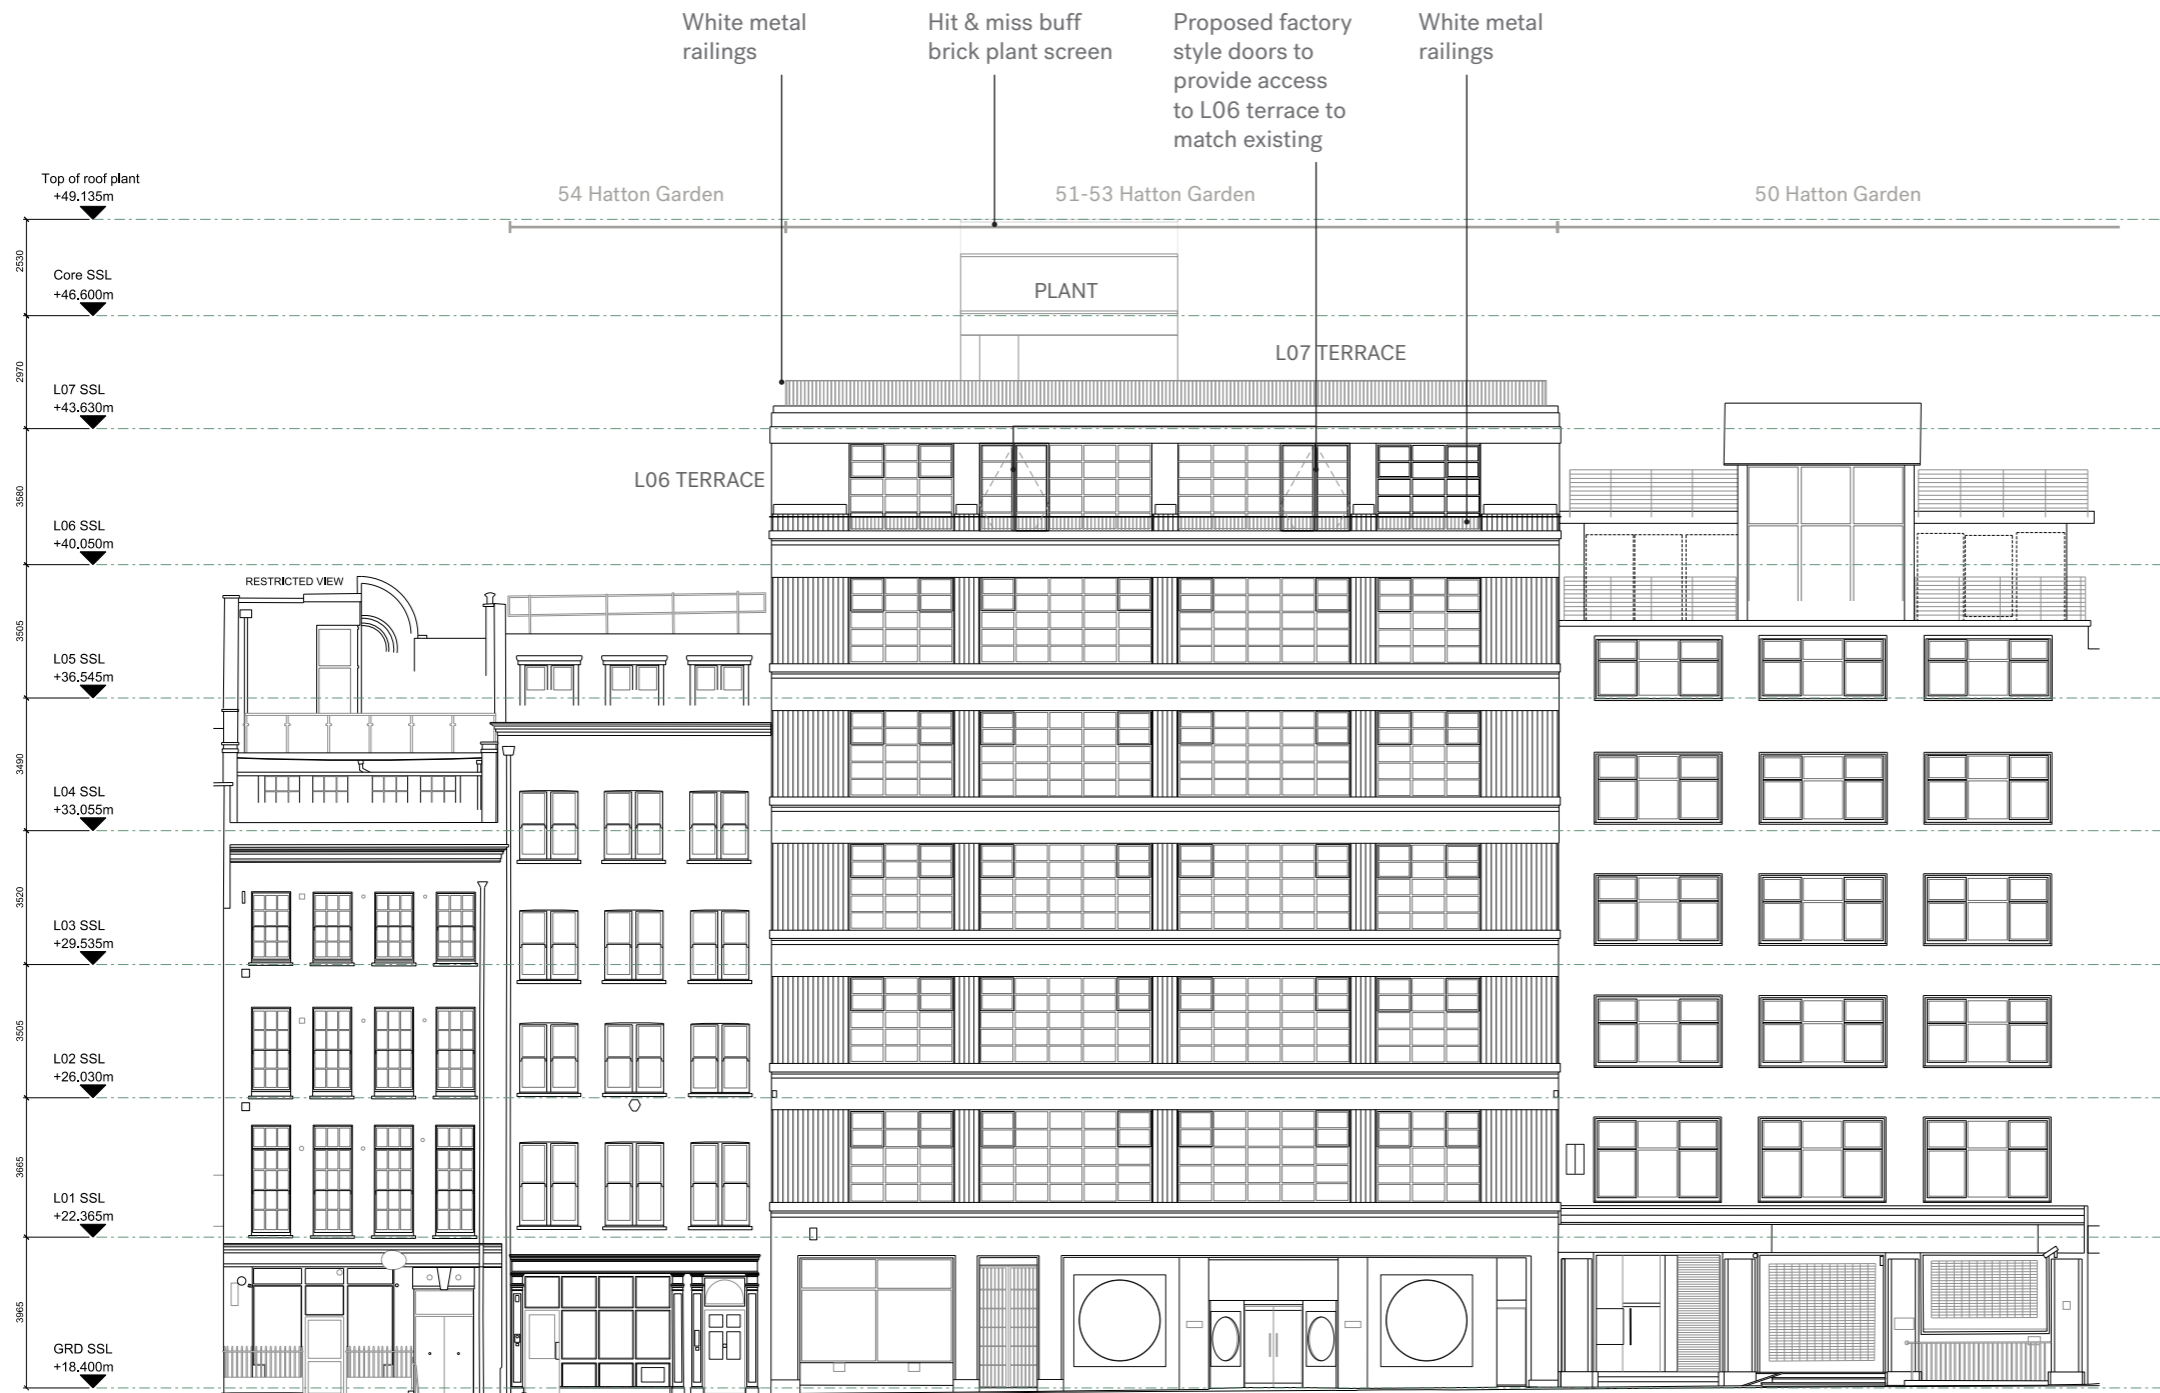 White metal
railings
Hit & miss buff
brick plant screen
Proposed factory
style doors to
provide access
to L06 terrace to
match existing
White metal
railings
Top of roof plant
+49.135m
54 Hatton Garden
51-53 Hatton Garden
50 Hatton Garden
2530
Core SSL
+46.600m
PLANT
L07 TERRACE
2970
L07 SSL
+43.630m
L06 TERRACE
3580
L06 SSL
+40.050m
RESTRICTED VIEW
3505
L05 SSL
+36.545m
3490
L04 SSL
+33.055m
3520
L03 SSL
+29.535m
3505
L02 SSL
+26.030m
3665
L01 SSL
+22.365m
3965
GRD SSL
+18.400m